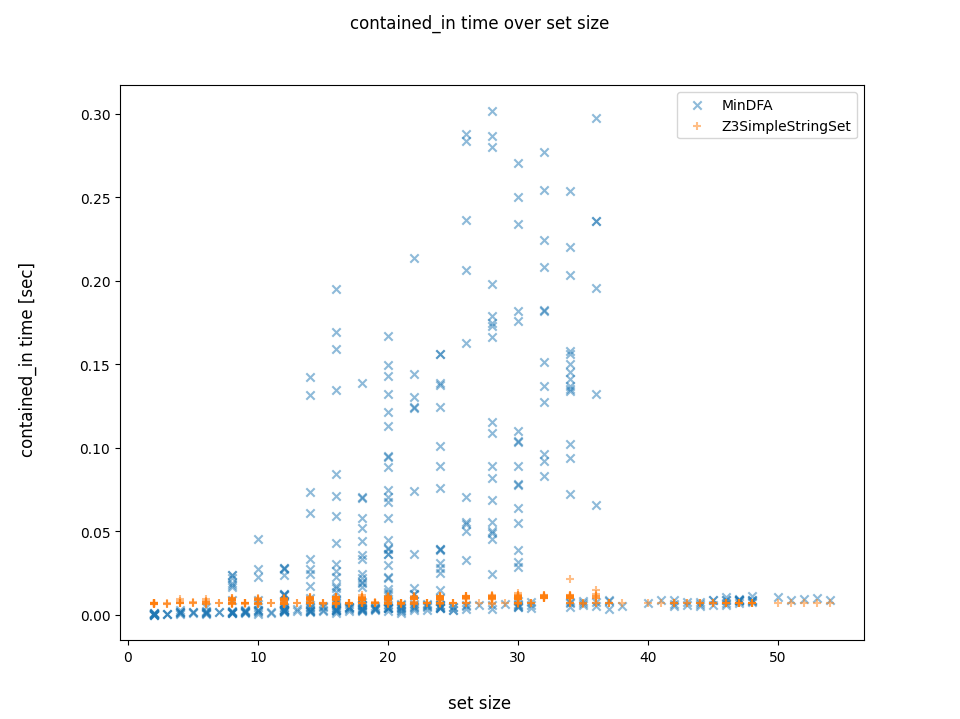 contained_in time over set size
MinDFA
Z3SimpleStringSet
contained_in time [sec]
0.30
0.25
0.20
0.15
0.10
0.05
0.00
0 10 20 30 40 50
set size